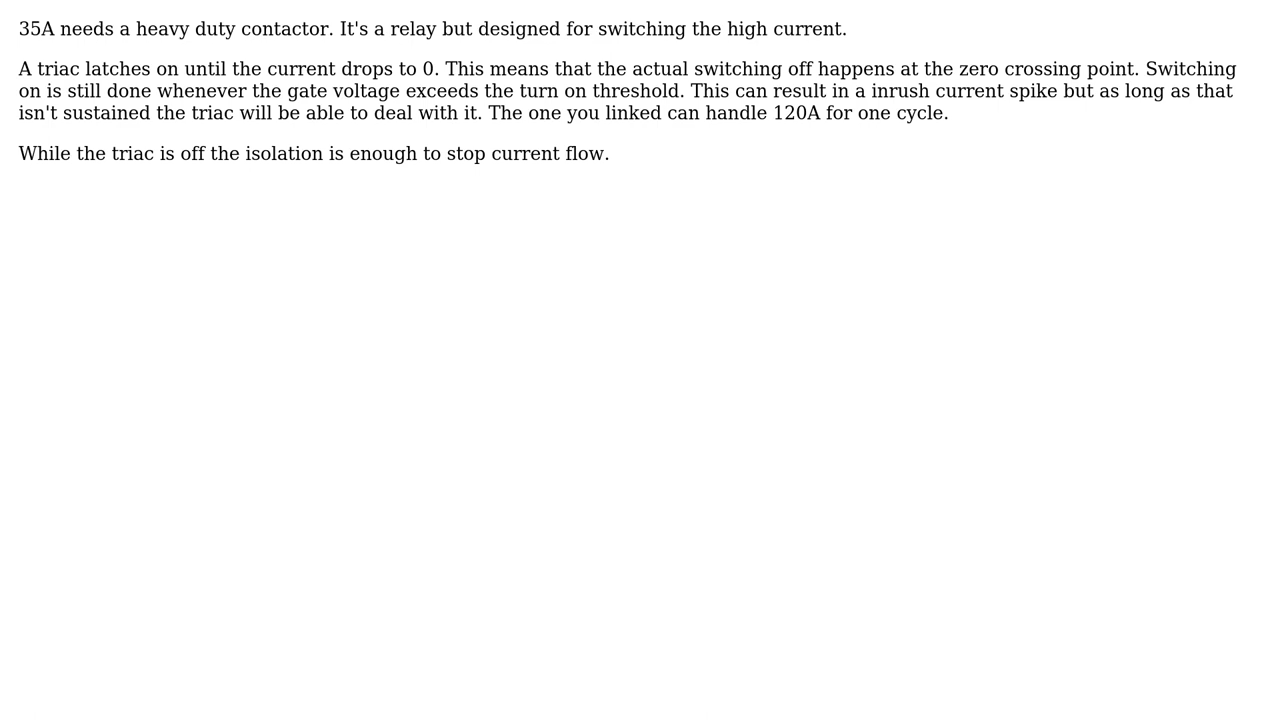 35A needs a heavy duty contactor. It's a relay but designed for switching the high current.
A triac latches on until the current drops to 0. This means that the actual switching off happens at the zero crossing point. Switching
on is still done whenever the gate voltage exceeds the turn on threshold. This can result in a inrush current spike but as long as that
isn't sustained the triac will be able to deal with it. The one you linked can handle 120A for one cycle.
While the triac is off the isolation is enough to stop current flow.